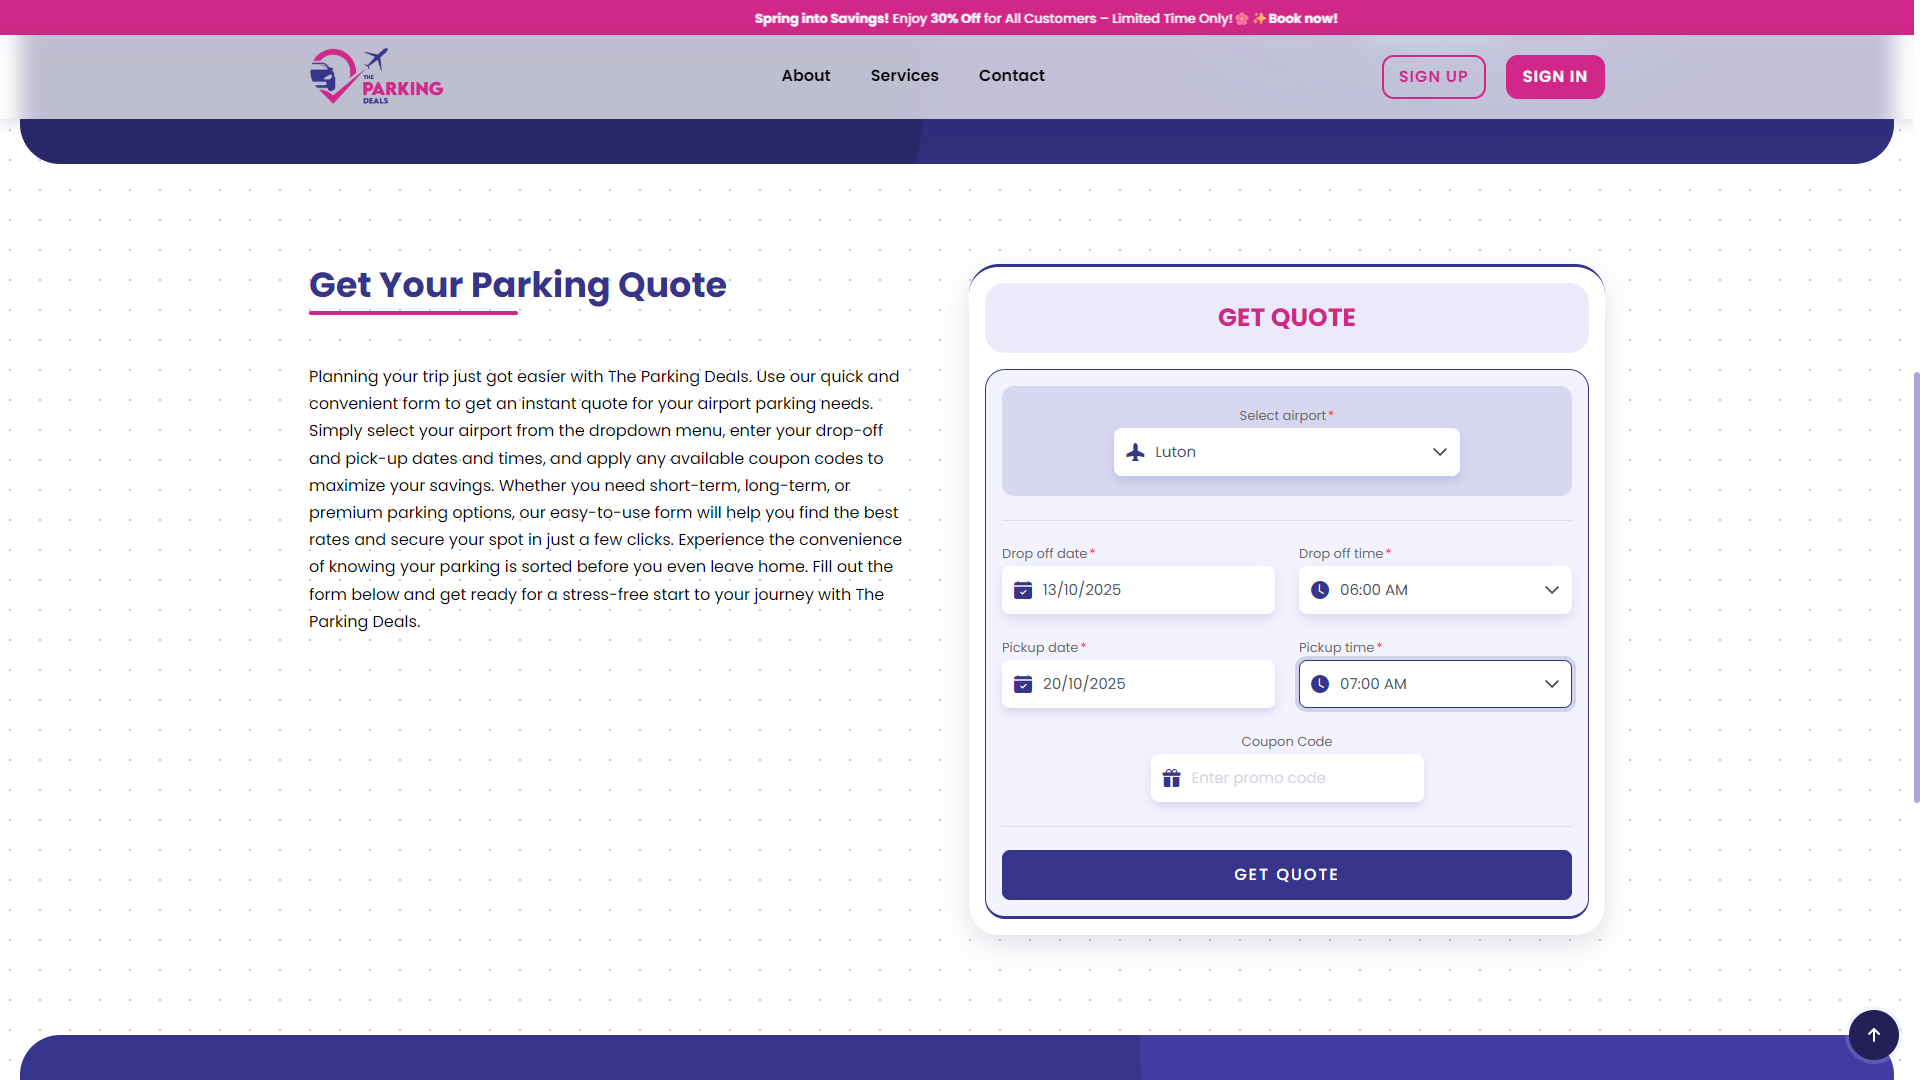 Spring into Savings! Enjoy 30% Off for All Customers – Limited Time Only!🌸 ✨Book now!
THE
PARKING
DEALS
About
Services
Contact
SIGN UP
SIGN IN
Get Your Parking Quote
Planning your trip just got easier with The Parking Deals. Use our quick and
convenient form to get an instant quote for your airport parking needs.
Simply select your airport from the dropdown menu, enter your drop-off
and pick-up dates and times, and apply any available coupon codes to
maximize your savings. Whether you need short-term, long-term, or
premium parking options, our easy-to-use form will help you find the best
rates and secure your spot in just a few clicks. Experience the convenience
of knowing your parking is sorted before you even leave home. Fill out the
form below and get ready for a stress-free start to your journey with The
Parking Deals.
GET QUOTE
Select airport*
Luton
Drop off date*
13/10/2025
Drop off time*
06:00 AM
Pickup date*
20/10/2025
Pickup time*
07:00 AM
Coupon Code
Enter promo code
GET QUOTE